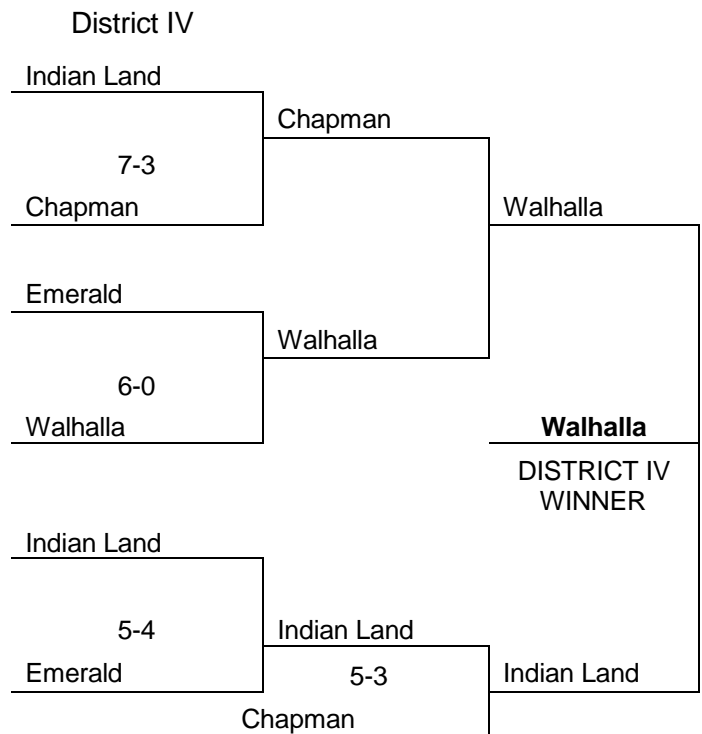 District IV
Indian Land
Chapman
7-3
Chapman
Walhalla
Emerald
Walhalla
6-0
Walhalla
Walhalla
DISTRICT IV
WINNER
Indian Land
5-4
Indian Land
Emerald
5-3
Indian Land
Chapman